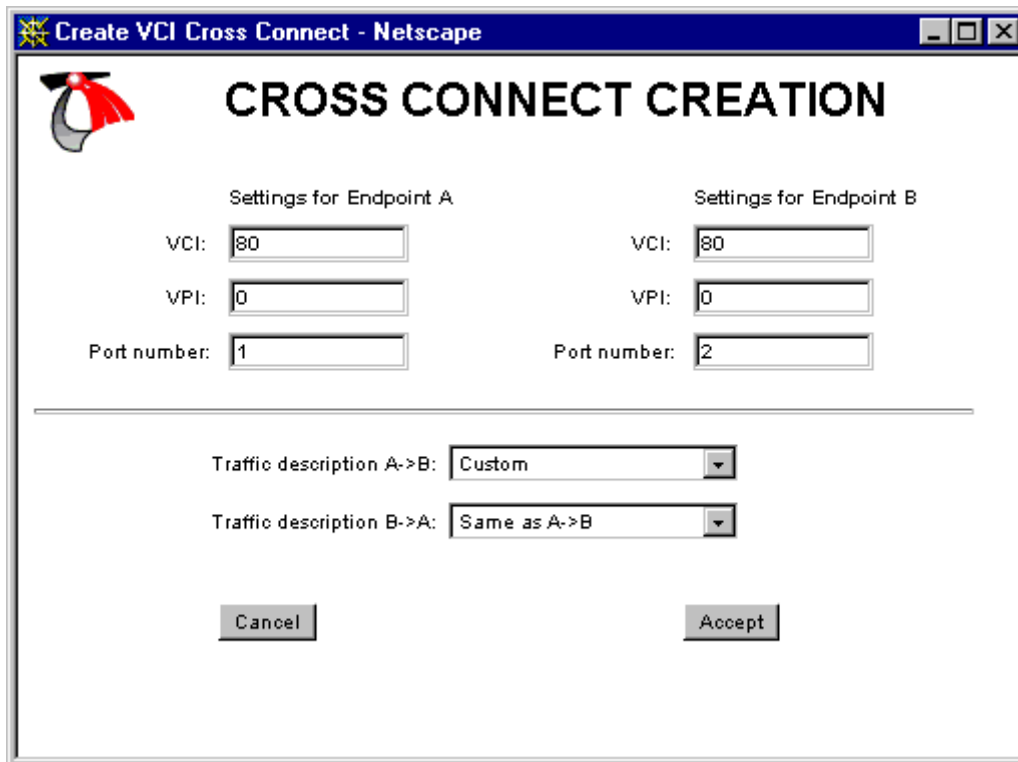 Create VCI Cross Connect - Netscape
CROSS CONNECT CREATION
Settings for Endpoint A Settings for Endpoint B
VCI: 80 VCI: 80
VPI: 0 VPI: 0
Port number: 1 Port number: 2
Traffic description A->B: Custom
Traffic description B->A: Same as A->B
Cancel Accept